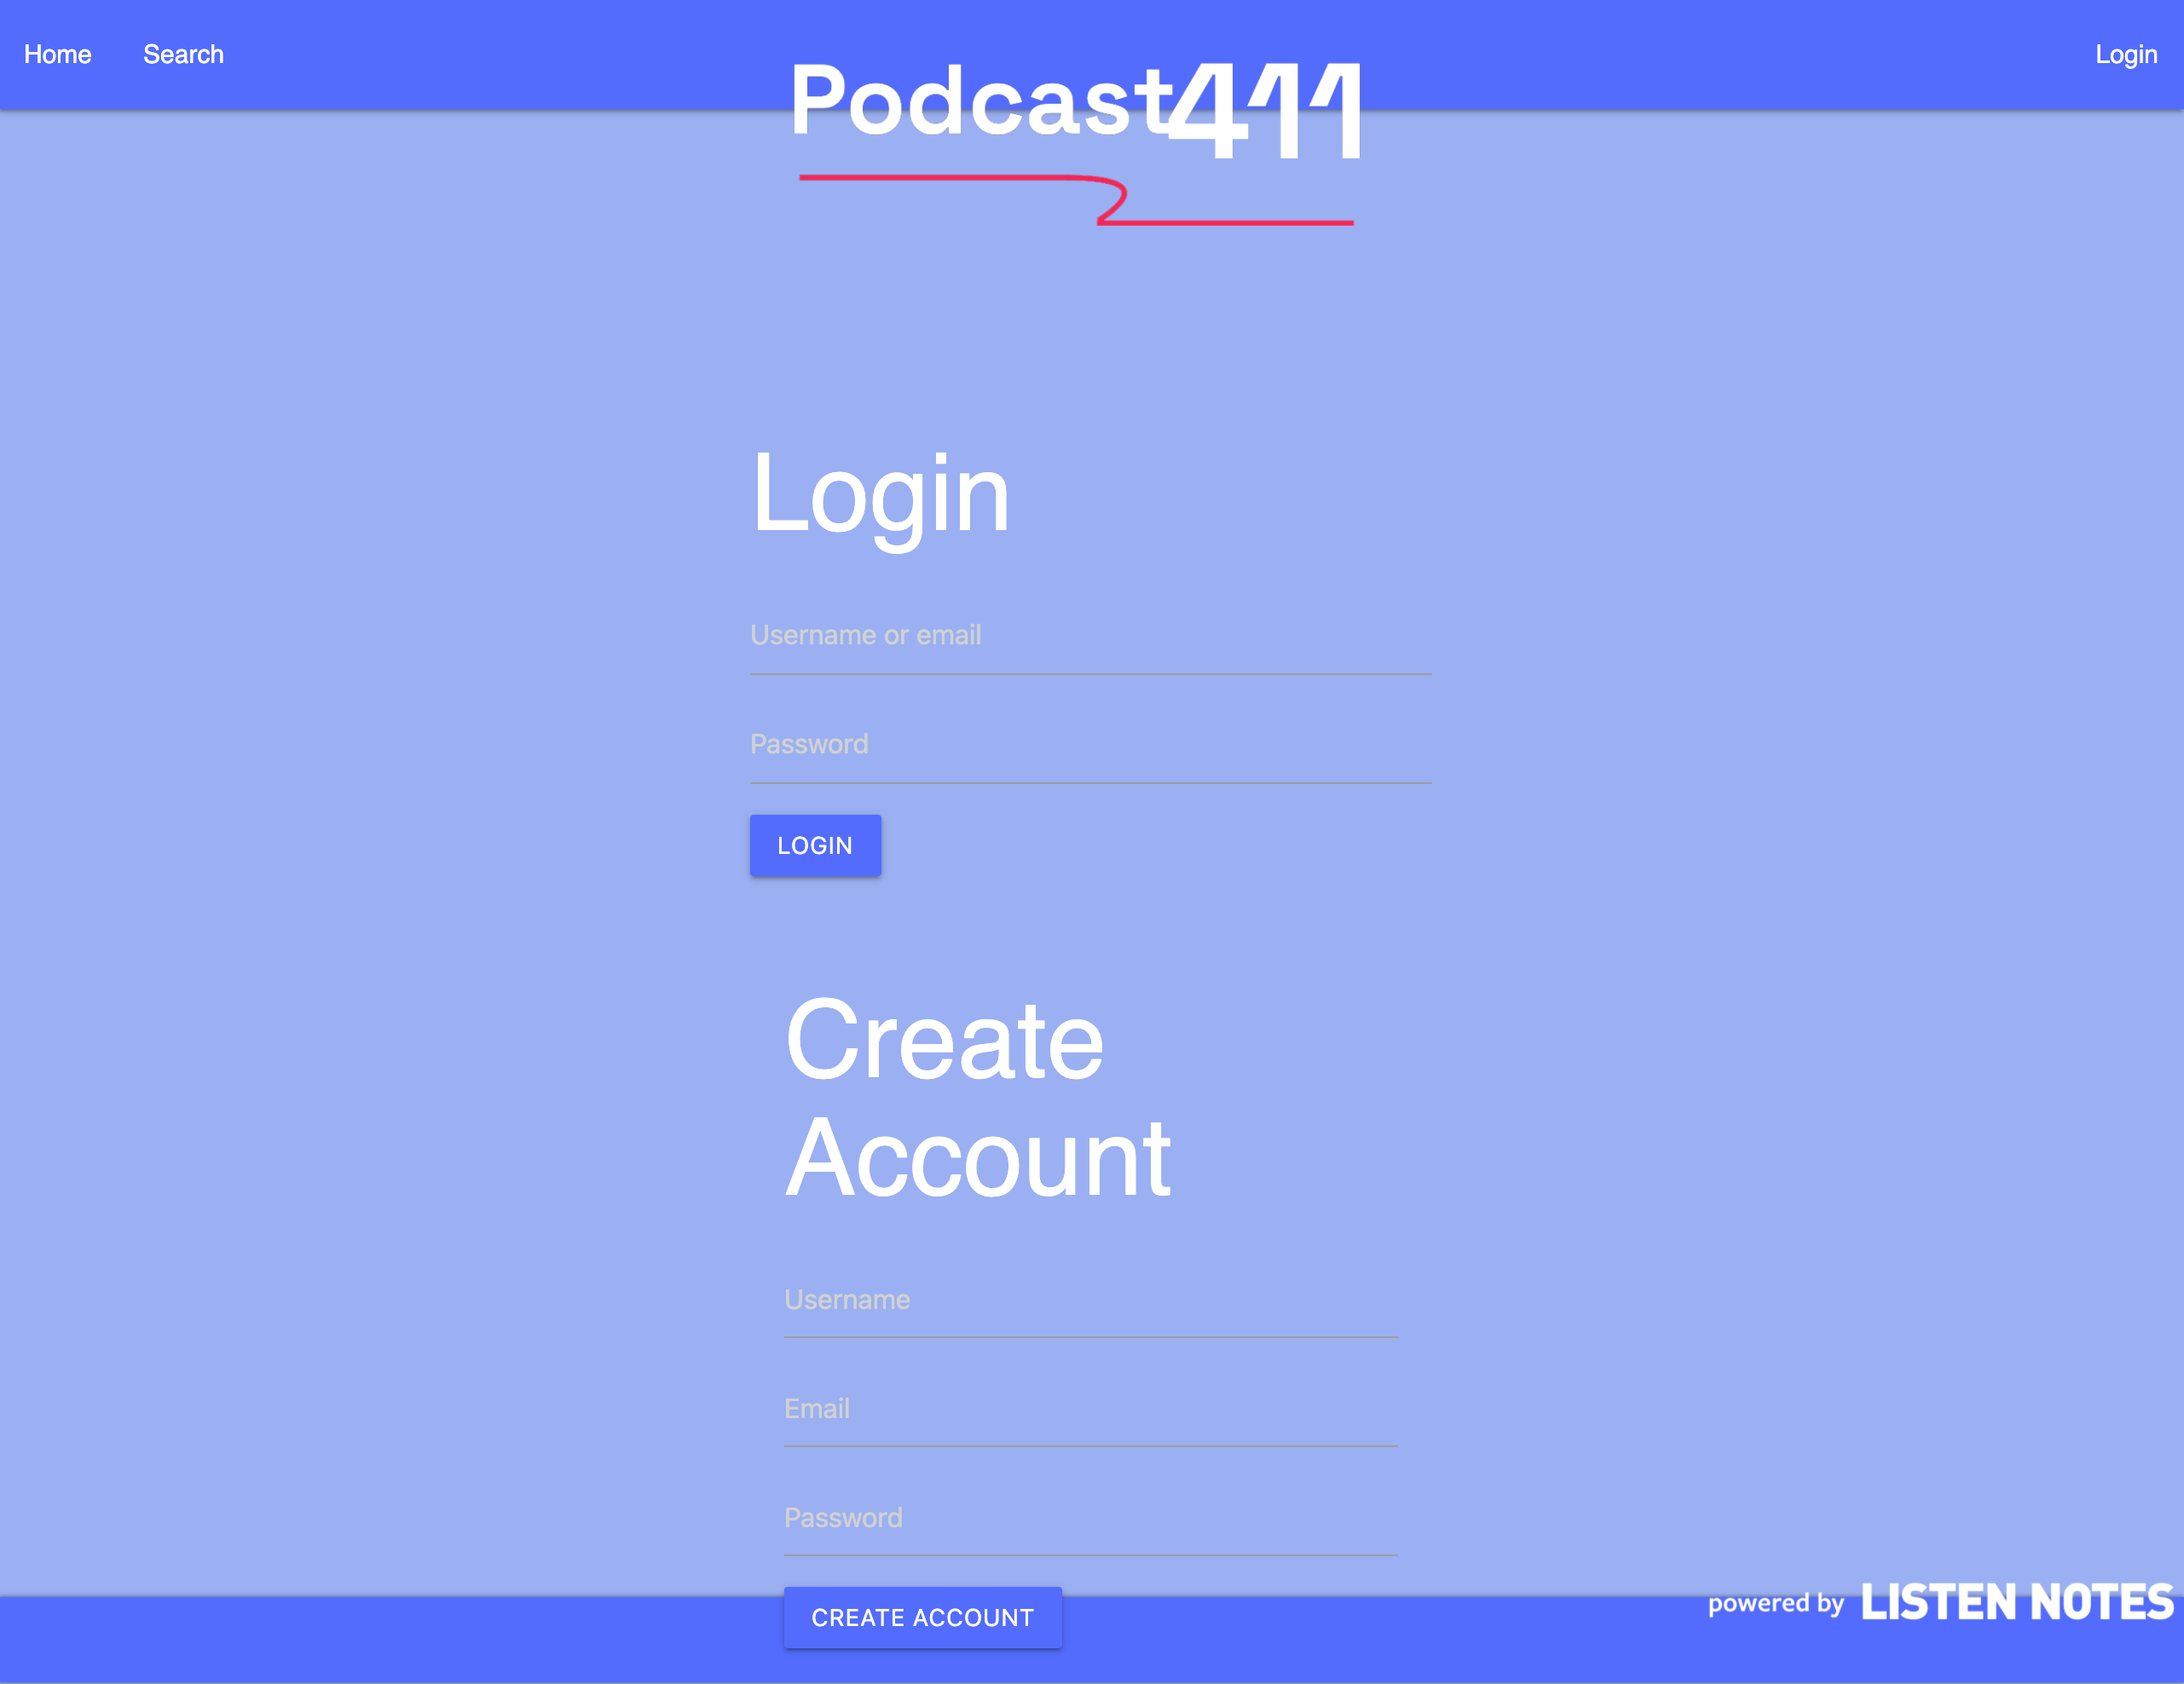 Home Search Login
Podcast411
Login
Username or email
Password
LOGIN
Create
Account
Username
Email
Password
CREATE ACCOUNT
powered by LISTEN NOTES